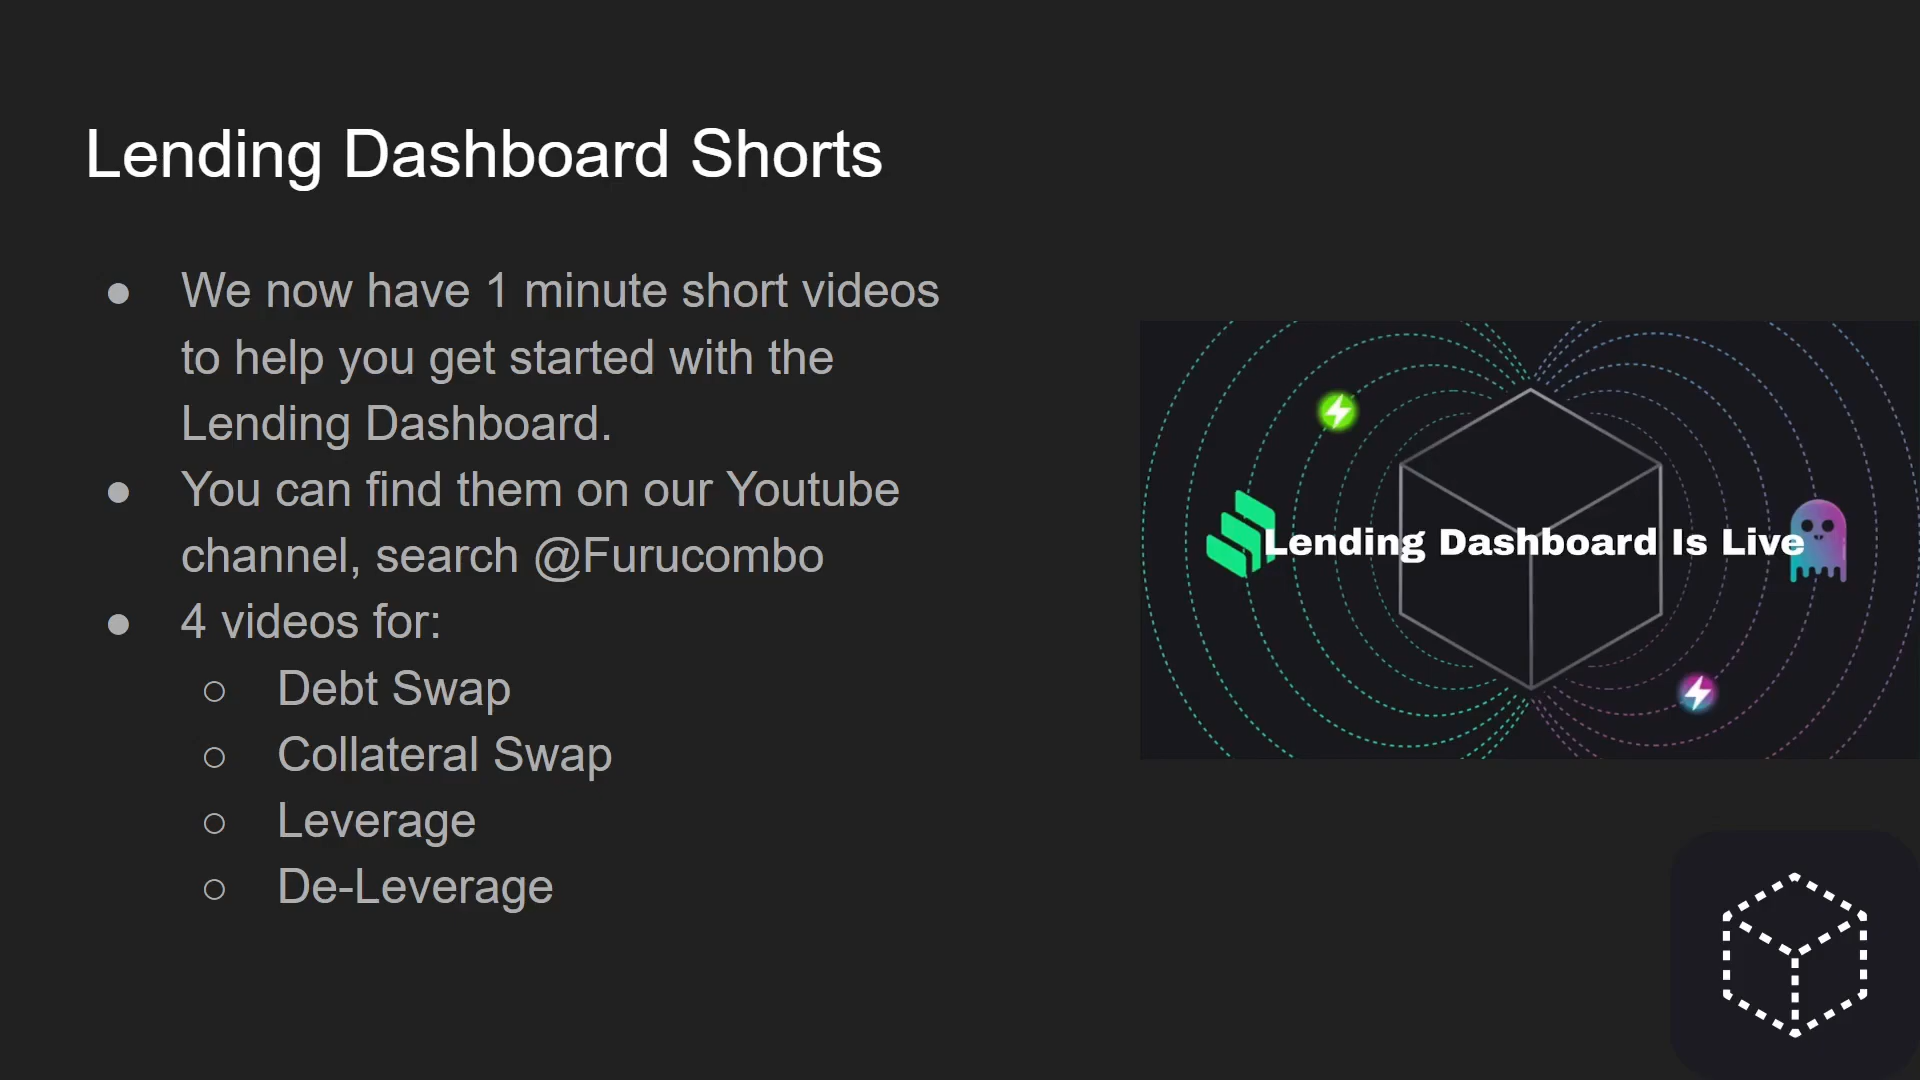 Lending Dashboard Shorts
● We now have 1 minute short videos
to help you get started with the
Lending Dashboard.
● You can find them on our Youtube
channel, search @Furucombo
● 4 videos for:
○ Debt Swap
○ Collateral Swap
○ Leverage
○ De-Leverage
Lending Dashboard Is Live